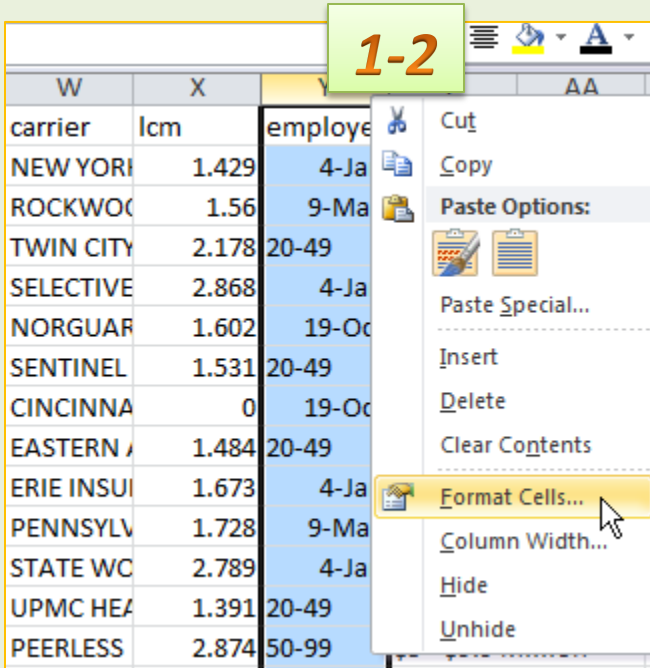 1-2
W X Y AA
carrier lcm employe
NEW YORK 1.429 4-Ja
ROCKWOO 1.56 9-Ma
TWIN CITY 2.178 20-49
SELECTIVE 2.868 4-Ja
NORGUAR 1.602 19-Oc
SENTINEL 1.531 20-49
CINCINNA 0 19-Oc
EASTERN A 1.484 20-49
ERIE INSU 1.673 4-Ja
PENNSYLV 1.728 9-Ma
STATE WO 2.789 4-Ja
UPMC HEA 1.391 20-49
PEERLESS 2.874 50-99
Cut
Copy
Paste Options:
Paste Special...
Insert
Delete
Clear Contents
Format Cells...
Column Width...
Hide
Unhide